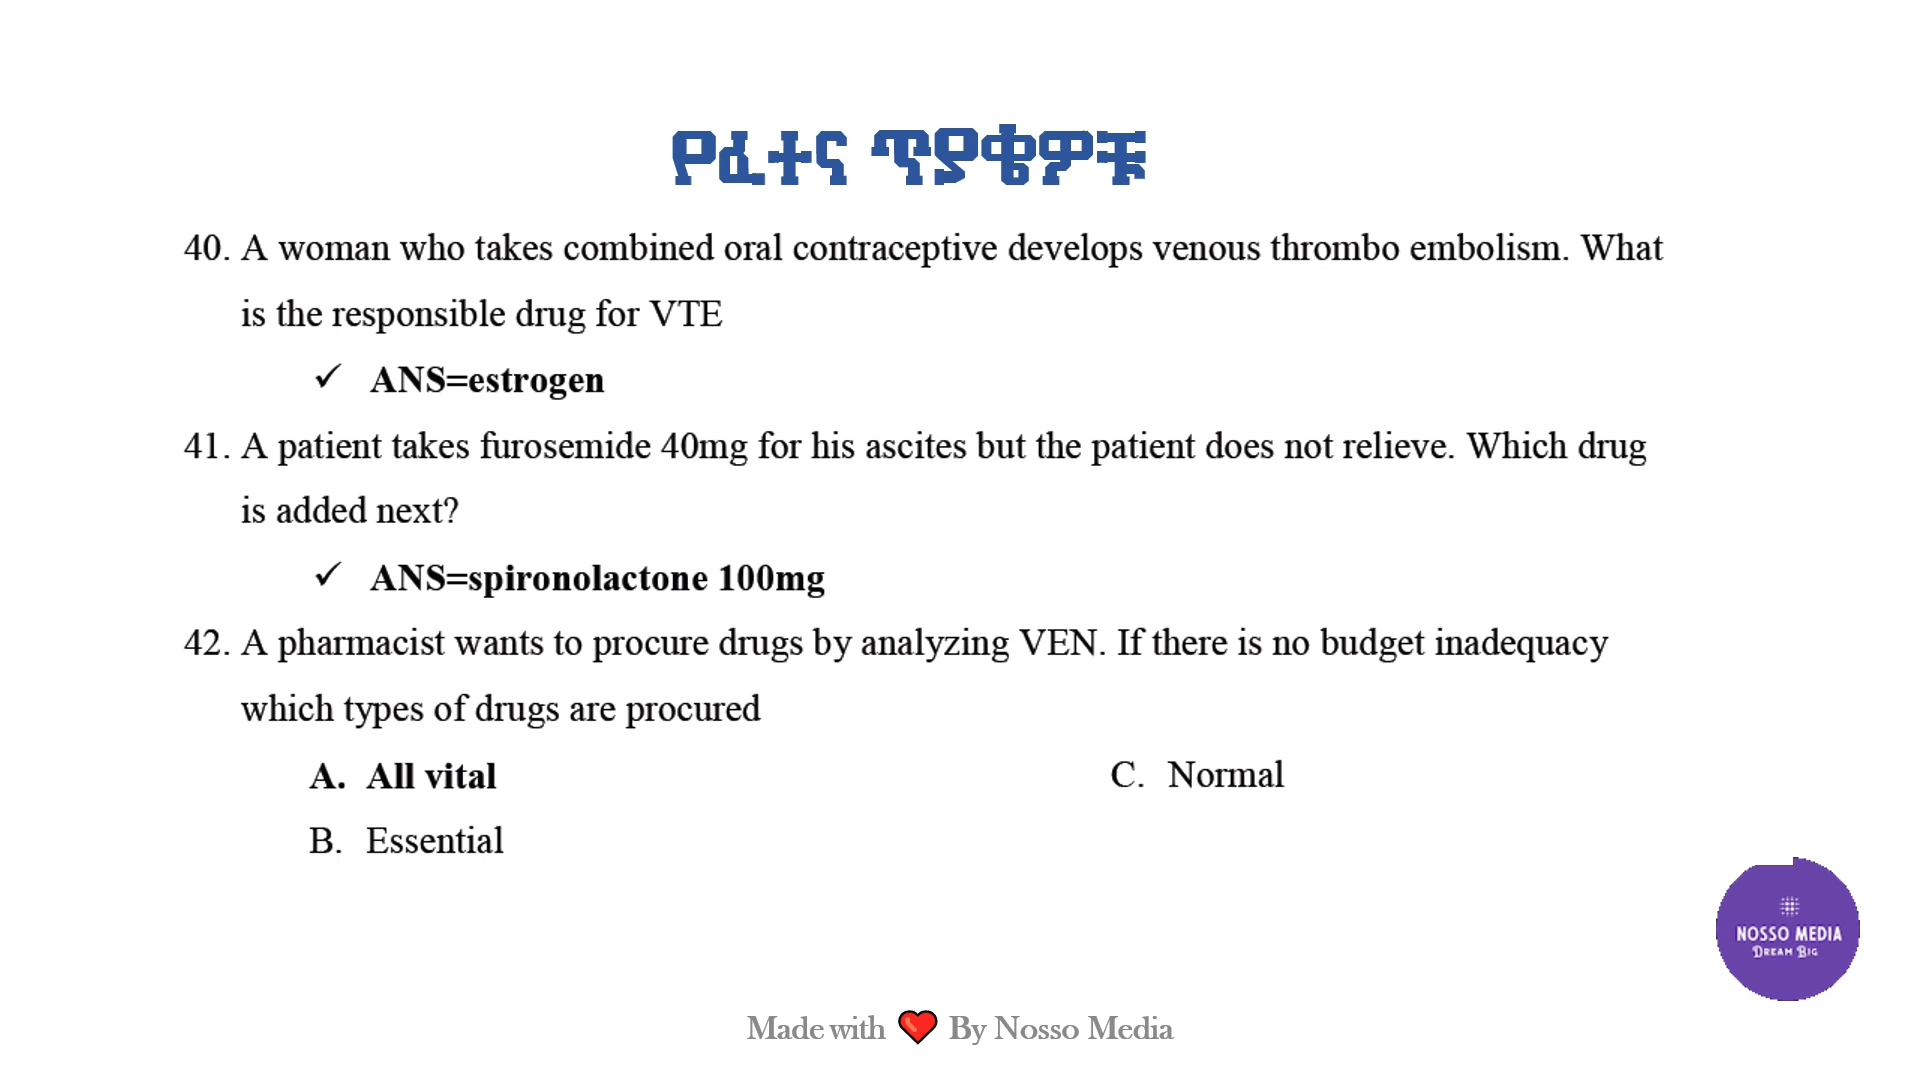 የፈተና ጥያቄዎቹ
40. A woman who takes combined oral contraceptive develops venous thrombo embolism. What
is the responsible drug for VTE
✓ ANS=estrogen
41. A patient takes furosemide 40mg for his ascites but the patient does not relieve. Which drug
is added next?
✓ ANS=spironolactone 100mg
42. A pharmacist wants to procure drugs by analyzing VEN. If there is no budget inadequacy
which types of drugs are procured
A. All vital
C. Normal
B. Essential
NOSSO MEDIA
DREAM BIG
Made with ❤ By Nosso Media